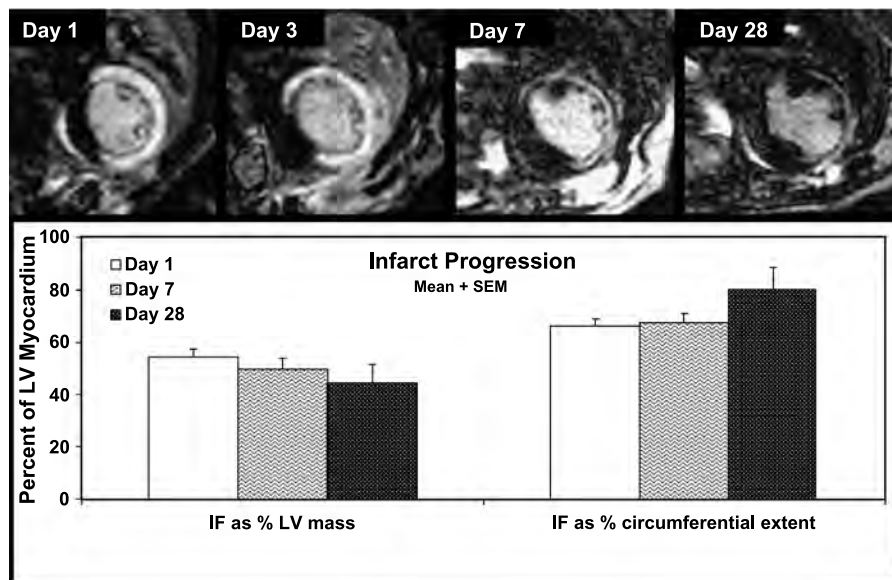 Day 1
Day 3
Day 7
Day 28
Infarct Progression
Mean + SEM
Day 1
Day 7
Day 28
Percent of LV Myocardium
100
80
60
40
20
0
IF as % LV mass
IF as % circumferential extent